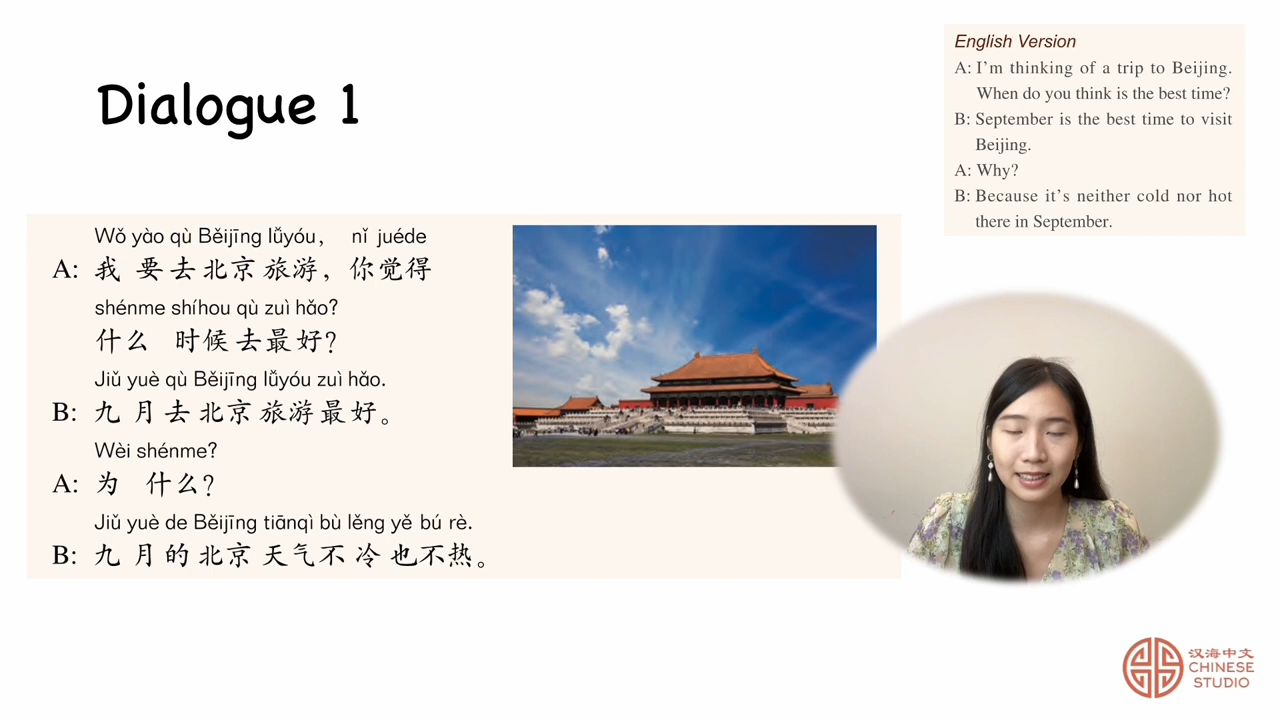 Dialogue 1
Wǒ yào qù Běijīng lǚyóu, nǐ juéde
A: 我 要 去 北京 旅游，你觉得
shénme shíhou qù zuì hǎo?
什么 时候 去 最 好？
Jiǔ yuè qù Běijīng lǚyóu zuì hǎo.
B: 九 月 去 北京 旅游 最 好。
Wèi shénme?
A: 为 什么？
Jiǔ yuè de Běijīng tiānqì bù lěng yě bú rè.
B: 九 月 的 北京 天气 不 冷 也 不 热。
English Version
A: I'm thinking of a trip to Beijing.
When do you think is the best time?
B: September is the best time to visit
Beijing.
A: Why?
B: Because it's neither cold nor hot
there in September.
汉海中文
CHINESE
STUDIO